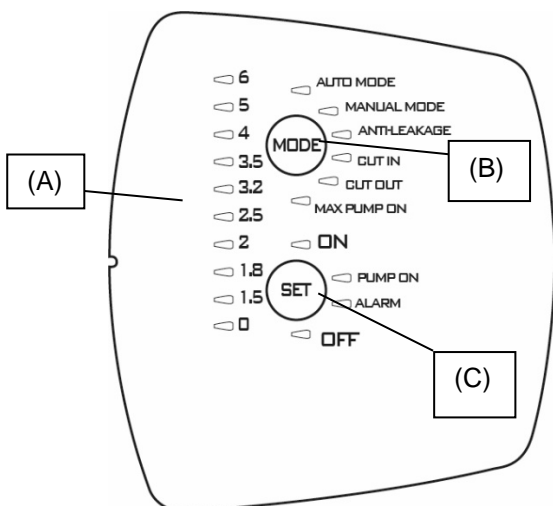 6
5
4
3.5
3.2
2.5
2
1.8
1.5
0
AUTO MODE
MANUAL MODE
ANTI-LEAKAGE
MODE
CUT IN
CUT OUT
MAX PUMP ON
ON
PUMP ON
SET
ALARM
OFF
(A)
(B)
(C)